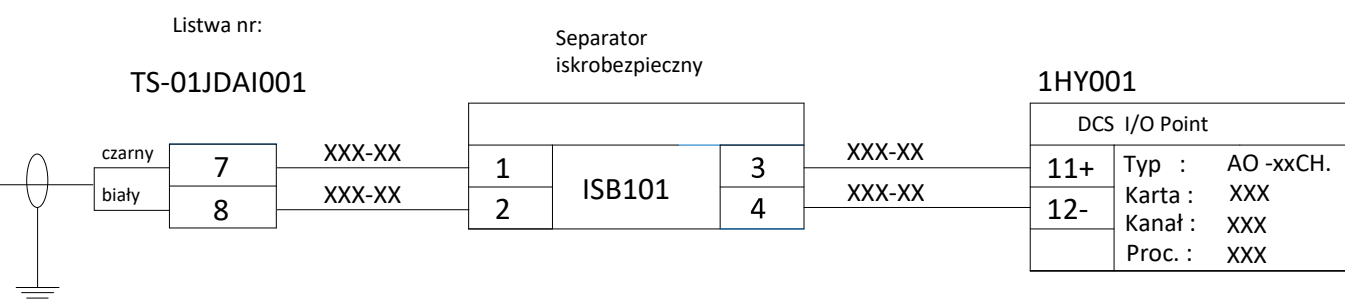 Listwa nr:
Separator
iskrobezpieczny
TS-01JDAI001
1HY001
DCS I/O Point
czarny
7
XXX-XX
1
ISB101
3
XXX-XX
11+
Typ : AO -xxCH.
biały
8
XXX-XX
2
4
XXX-XX
12-
Karta : XXX
Kanał : XXX
Proc. : XXX